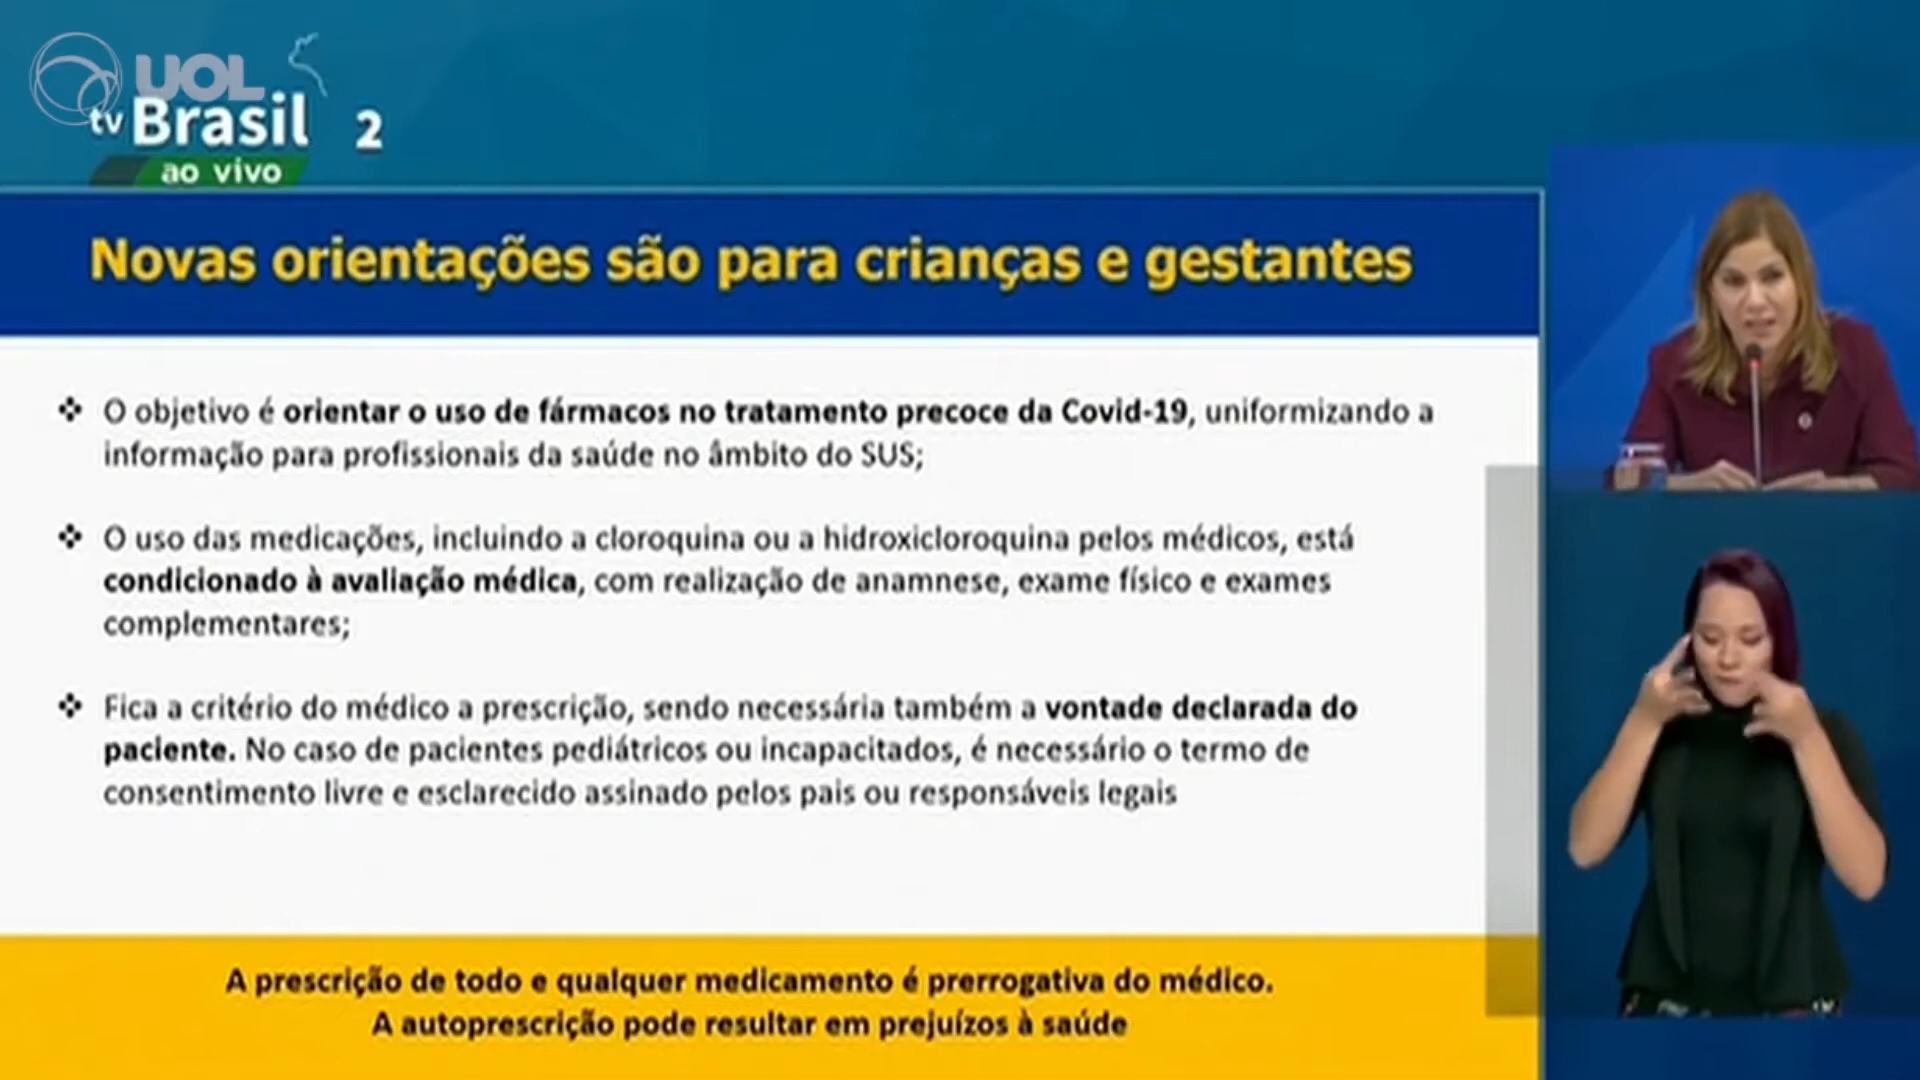 UOL
tv Brasil 2
ao vivo
Novas orientações são para crianças e gestantes
❖ O objetivo é orientar o uso de fármacos no tratamento precoce da Covid-19, uniformizando a
informação para profissionais da saúde no âmbito do SUS;
❖ O uso das medicações, incluindo a cloroquina ou a hidroxicloroquina pelos médicos, está
condicionado à avaliação médica, com realização de anamnese, exame físico e exames
complementares;
❖ Fica a critério do médico a prescrição, sendo necessária também a vontade declarada do
paciente. No caso de pacientes pediátricos ou incapacitados, é necessário o termo de
consentimento livre e esclarecido assinado pelos pais ou responsáveis legais
A prescrição de todo e qualquer medicamento é prerrogativa do médico.
A autoprescrição pode resultar em prejuízos à saúde